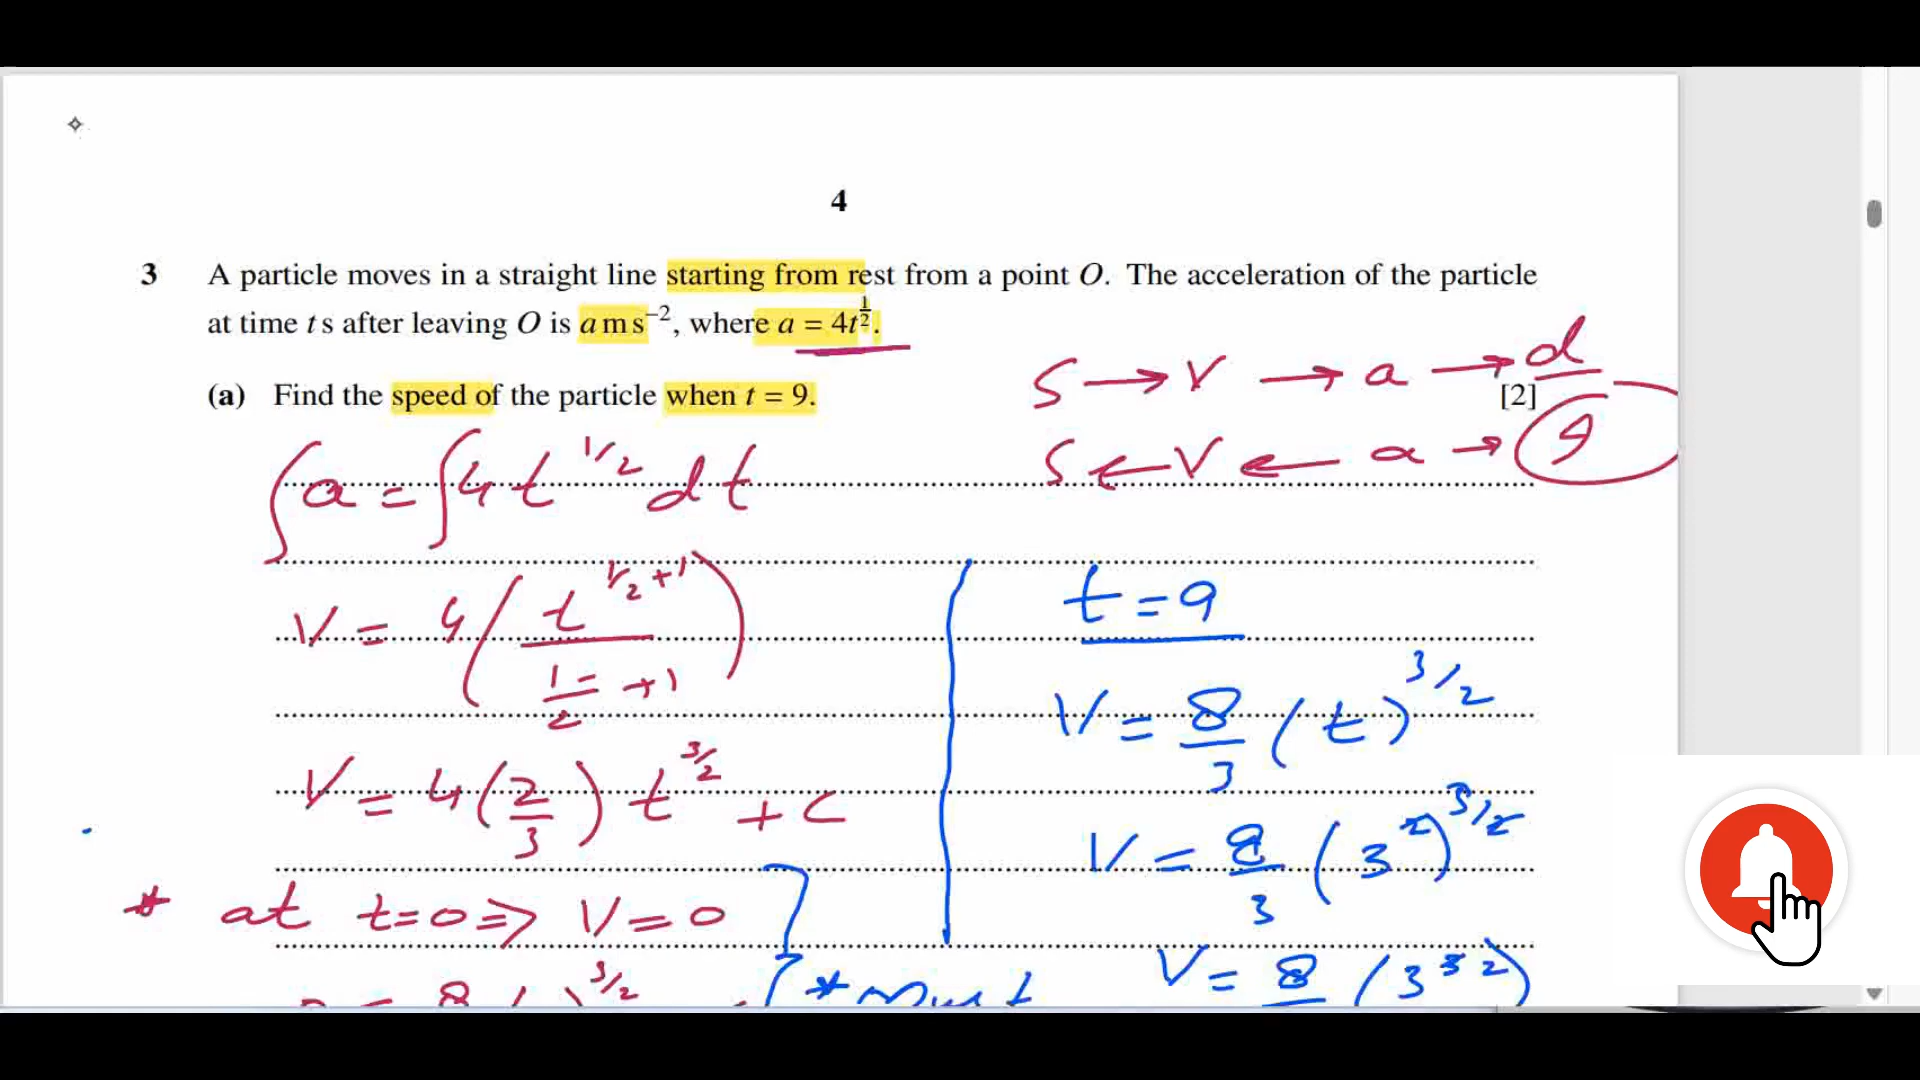 4
3 A particle moves in a straight line starting from rest from a point O. The acceleration of the particle
at time t s after leaving O is a m s⁻², where a = 4t^{1/2}.
(a) Find the speed of the particle when t = 9. [2]
S → V → a → d
S ← V ← a →
∫a = ∫4t^{1/2} dt
V = 4(t^{1/2+1}/(1/2+1))
V = 4(2/3)t^{3/2} + C
* at t=0 ⇒ V=0
* Must
t = 9
V = 8/3 (t)^{3/2}
V = 8/3 (3²)^{3/2}
V = 8/3